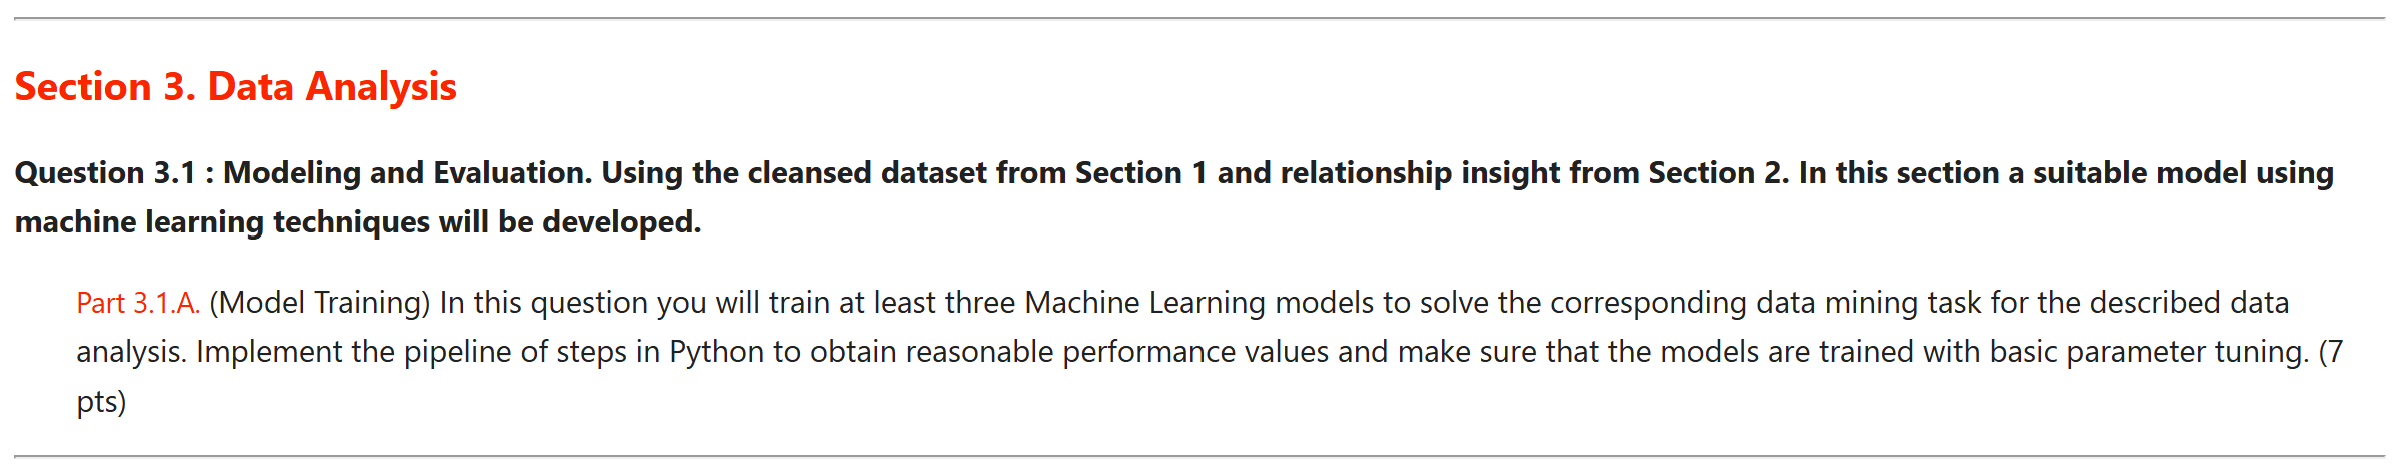 Section 3. Data Analysis
Question 3.1 : Modeling and Evaluation. Using the cleansed dataset from Section 1 and relationship insight from Section 2. In this section a suitable model using
machine learning techniques will be developed.
Part 3.1.A. (Model Training) In this question you will train at least three Machine Learning models to solve the corresponding data mining task for the described data
analysis. Implement the pipeline of steps in Python to obtain reasonable performance values and make sure that the models are trained with basic parameter tuning. (7
pts)